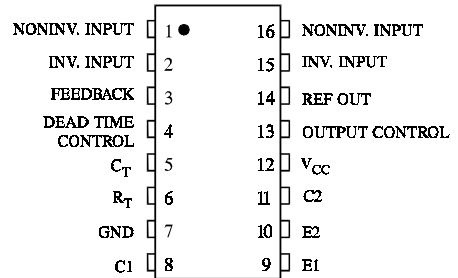 NONINV. INPUT 1 16 NONINV. INPUT
INV. INPUT 2 15 INV. INPUT
FEEDBACK 3 14 REF OUT
DEAD TIME
CONTROL 4 13 OUTPUT CONTROL
CT 5 12 VCC
RT 6 11 C2
GND 7 10 E2
C1 8 9 E1